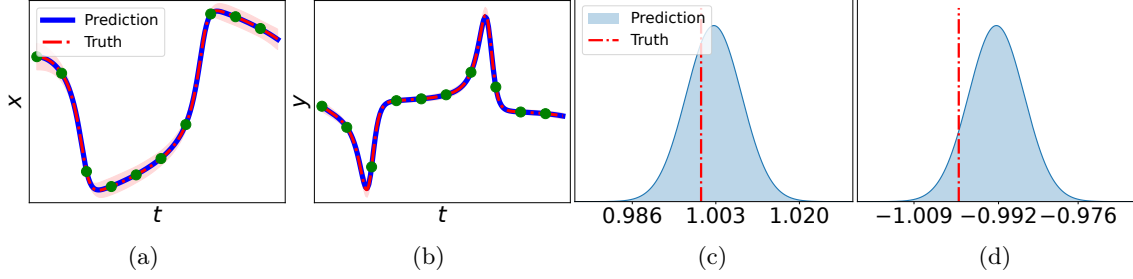 Prediction
Truth
x
t
(a)
y
t
(b)
Prediction
Truth
0.986 1.003 1.020
(c)
−1.009 −0.992 −0.976
(d)